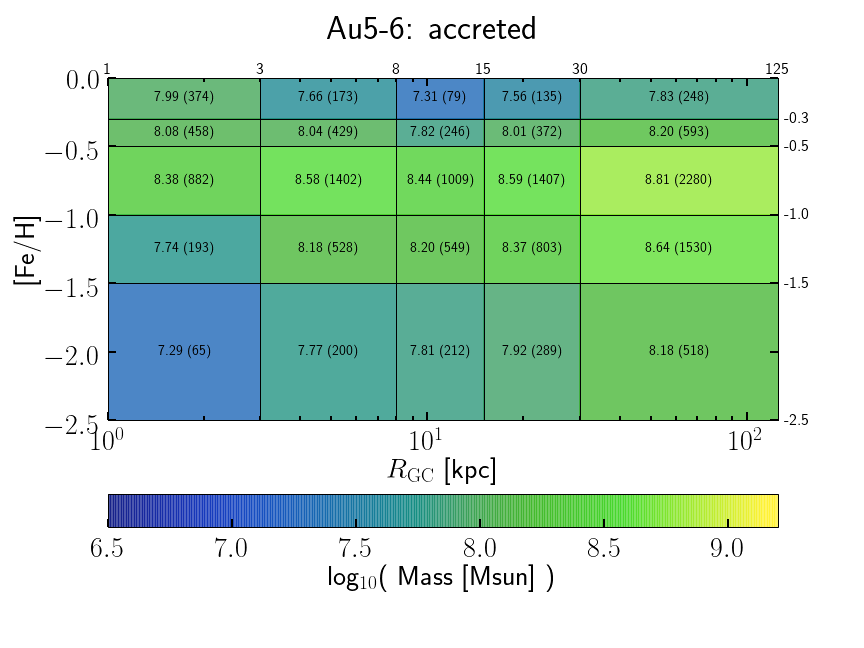 Au5-6: accreted
1 3 8 15 30 125
0.0 7.99 (374) 7.66 (173) 7.31 (79) 7.56 (135) 7.83 (248)
-0.3
8.08 (458) 8.04 (429) 7.82 (246) 8.01 (372) 8.20 (593)
−0.5 -0.5
8.38 (882) 8.58 (1402) 8.44 (1009) 8.59 (1407) 8.81 (2280)
−1.0 -1.0
[Fe/H]
7.74 (193) 8.18 (528) 8.20 (549) 8.37 (803) 8.64 (1530)
−1.5 -1.5
7.29 (65) 7.77 (200) 7.81 (212) 7.92 (289) 8.18 (518)
−2.0
−2.5 -2.5
10⁰ 10¹ 10²
R_GC [kpc]
6.5 7.0 7.5 8.0 8.5 9.0
log₁₀( Mass [Msun] )